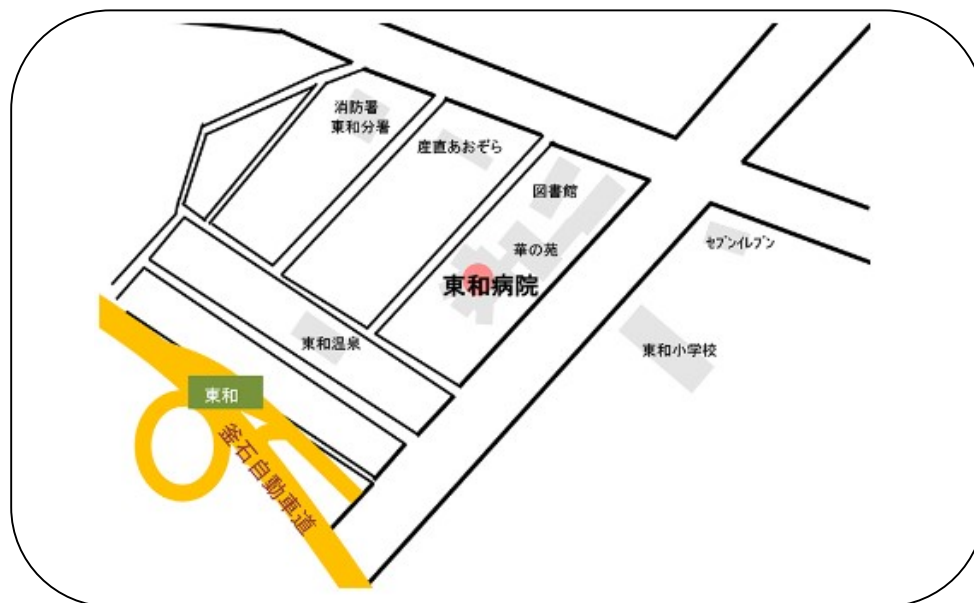 消防署
東和分署
産直あおぞら
図書館
華の苑
東和病院
セブンイレブン
東和小学校
東和温泉
東和
釜石自動車道